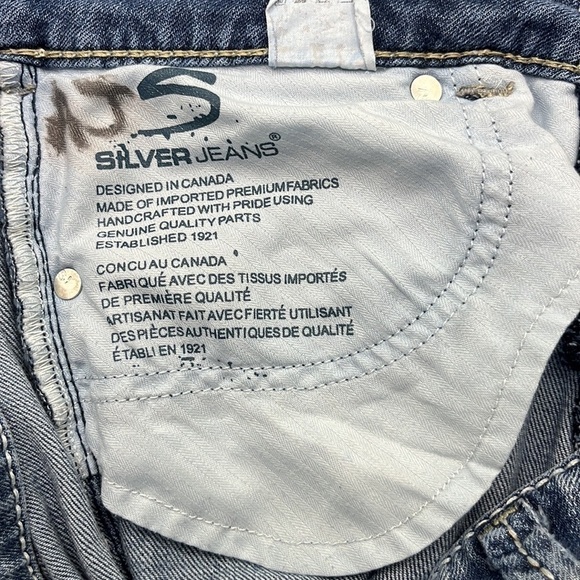 AJ S
SILVER JEANS®
DESIGNED IN CANADA
MADE OF IMPORTED PREMIUM FABRICS
HANDCRAFTED WITH PRIDE USING
GENUINE QUALITY PARTS
ESTABLISHED 1921
CONCU AU CANADA
FABRIQUÉ AVEC DES TISSUS IMPORTÉS
DE PREMIÈRE QUALITÉ
ARTISANAT FAIT AVEC FIERTÉ UTILISANT
DES PIÈCES AUTHENTIQUES DE QUALITÉ
ÉTABLI EN 1921